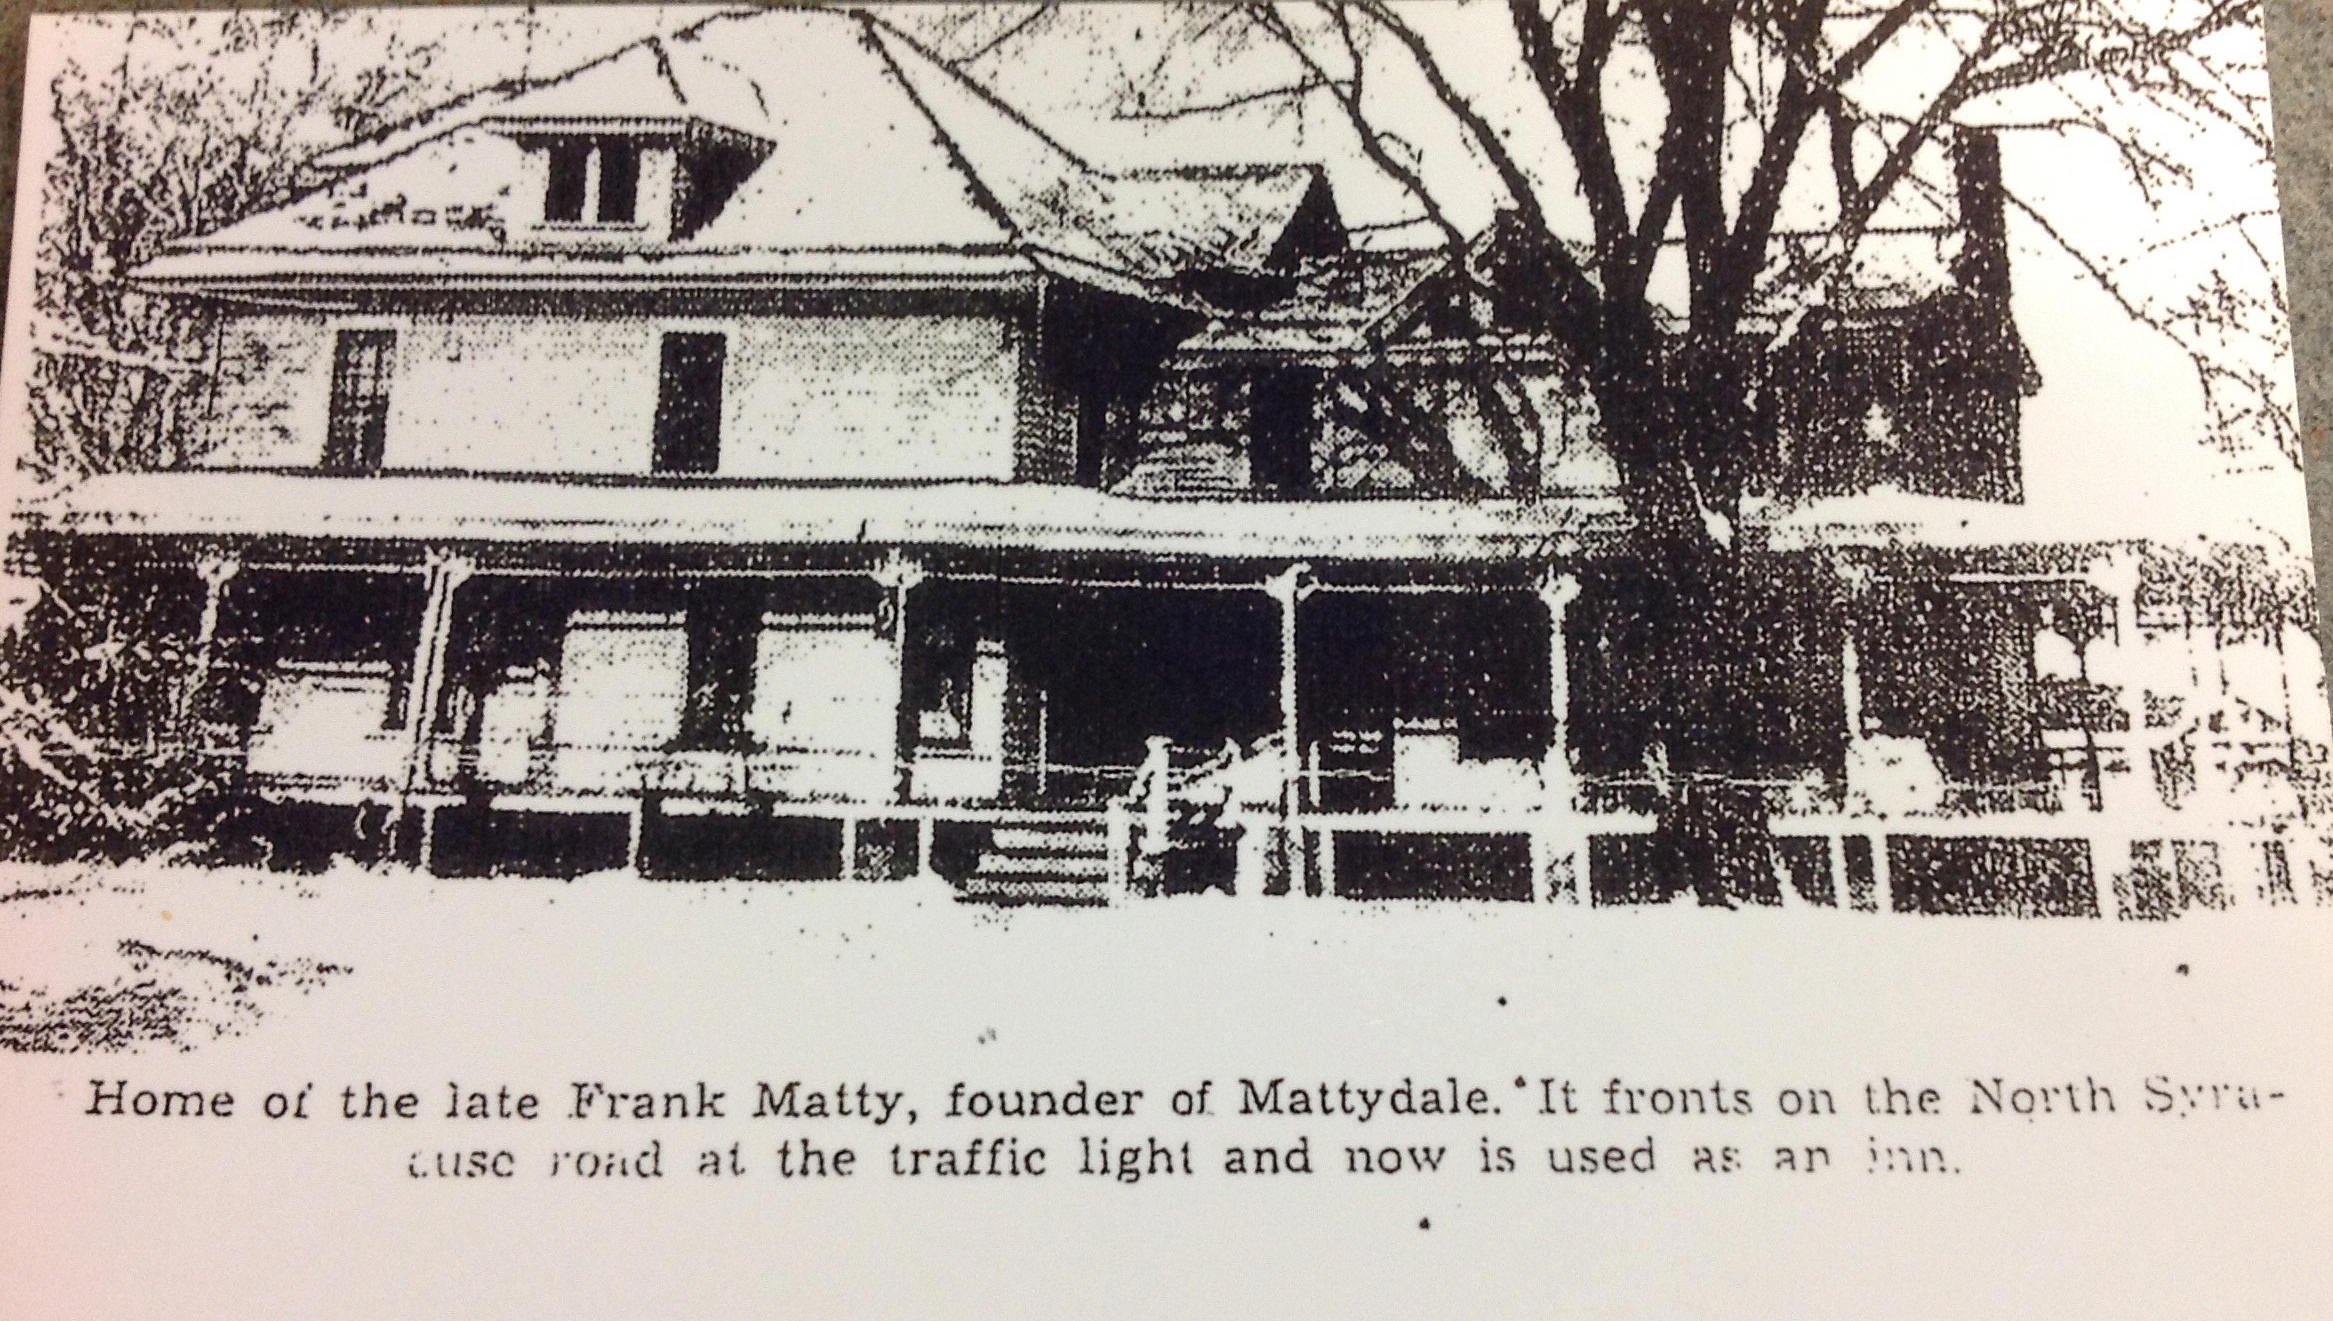 Home of the late Frank Matty, founder of Mattydale. It fronts on the North Syra-
cuse road at the traffic light and now is used as an inn.